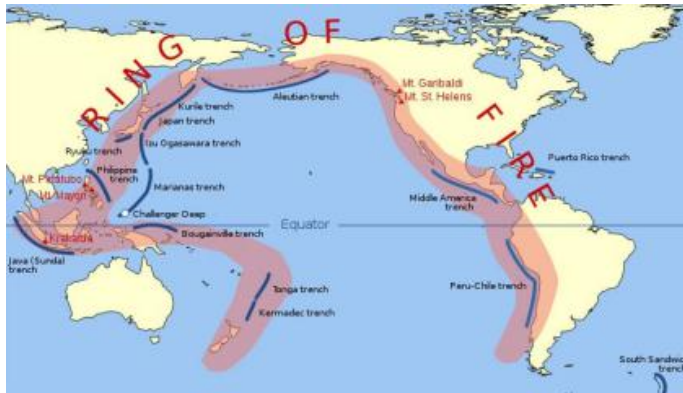 RING OF FIRE
Mt. Garibaldi
Mt. St. Helens
Aleutian trench
Kurile trench
Japan trench
Izu Ogasawara trench
Ryukyu trench
Puerto Rico trench
Philippine
trench
Mt. Pinatubo
Mt. Mayon
Marianas trench
Middle America
trench
Challenger Deep
Equator
Bougainville trench
Krakatoa
Java (Sunda)
trench
Tonga trench
Kermadec trench
Peru-Chile trench
South Sandw
trench